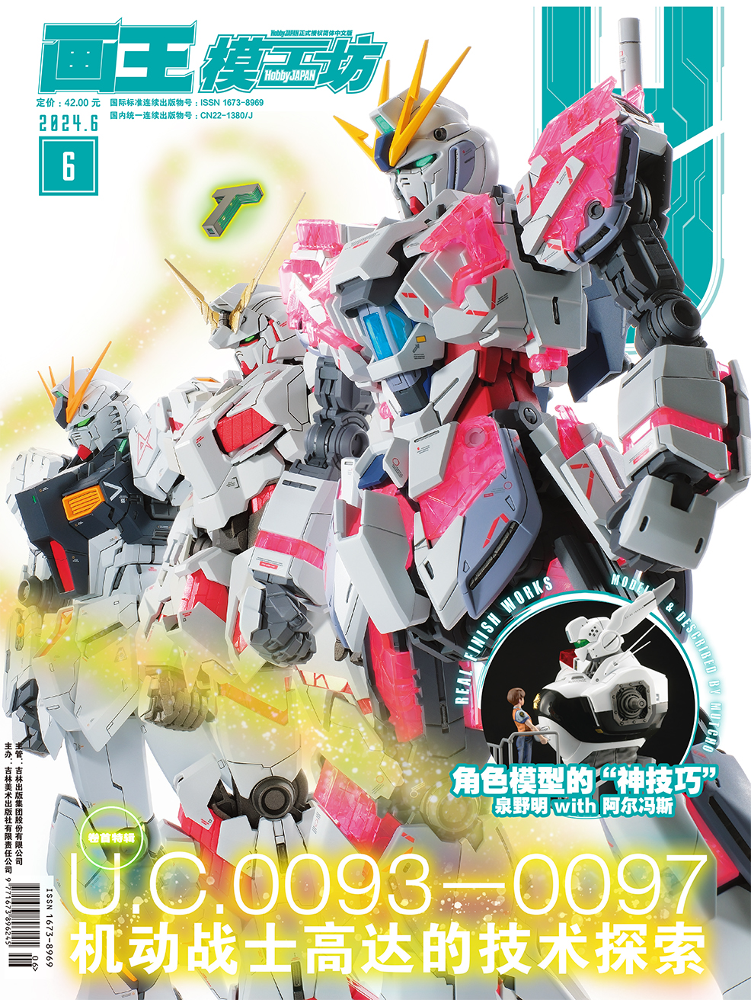 HobbyJAPAN正式授权简体中文版
画王 模工坊
HobbyJAPAN
定价：42.00 元
国际标准连续出版物号：ISSN 1673-8969
国内统一连续出版物号：CN22-1380/J
2024.6
6
REAL FINISH WORKS
MODEL & DESCRIBED BY MUTCHO
角色模型的“神技巧”
泉野明 with 阿尔冯斯
主管：吉林出版集团股份有限公司
主办：吉林美术出版社有限责任公司
卷首特辑
U.C.0093—0097
机动战士高达的技术探索
ISSN 1673-8969
9771673896245
06>